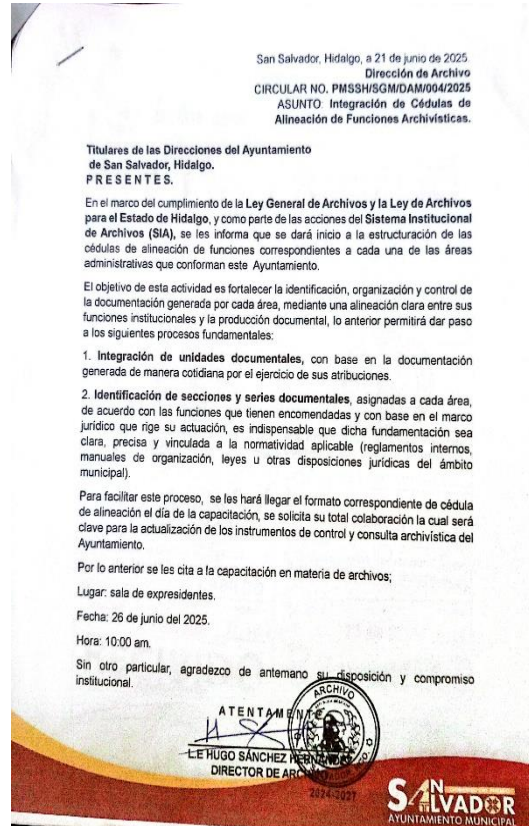 San Salvador, Hidalgo, a 21 de junio de 2025.
Dirección de Archivo
CIRCULAR NO. PMSSH/SGM/DAM/004/2025
ASUNTO: Integración de Cédulas de
Alineación de Funciones Archivísticas.
Titulares de las Direcciones del Ayuntamiento
de San Salvador, Hidalgo.
P R E S E N T E S.
En el marco del cumplimiento de la Ley General de Archivos y la Ley de Archivos
para el Estado de Hidalgo, y como parte de las acciones del Sistema Institucional
de Archivos (SIA), se les informa que se dará inicio a la estructuración de las
cédulas de alineación de funciones correspondientes a cada una de las áreas
administrativas que conforman este Ayuntamiento.
El objetivo de esta actividad es fortalecer la identificación, organización y control de
la documentación generada por cada área, mediante una alineación clara entre sus
funciones institucionales y la producción documental, lo anterior permitirá dar paso
a los siguientes procesos fundamentales:
1. Integración de unidades documentales, con base en la documentación
generada de manera cotidiana por el ejercicio de sus atribuciones.
2. Identificación de secciones y series documentales, asignadas a cada área,
de acuerdo con las funciones que tienen encomendadas y con base en el marco
jurídico que rige su actuación, es indispensable que dicha fundamentación sea
clara, precisa y vinculada a la normatividad aplicable (reglamentos internos,
manuales de organización, leyes u otras disposiciones jurídicas del ámbito
municipal).
Para facilitar este proceso, se les hará llegar el formato correspondiente de cédula
de alineación el día de la capacitación, se solicita su total colaboración la cual será
clave para la actualización de los instrumentos de control y consulta archivística del
Ayuntamiento.
Por lo anterior se les cita a la capacitación en materia de archivos;
Lugar: sala de expresidentes.
Fecha: 26 de junio del 2025.
Hora: 10:00 am.
Sin otro particular, agradezco de antemano su disposición y compromiso
institucional.
A T E N T A M E N T E
ARCHIVO
L.E HUGO SÁNCHEZ HERNÁNDEZ
DIRECTOR DE ARCHIVO
2024-2027
SAN
SALVADOR
AYUNTAMIENTO MUNICIPAL